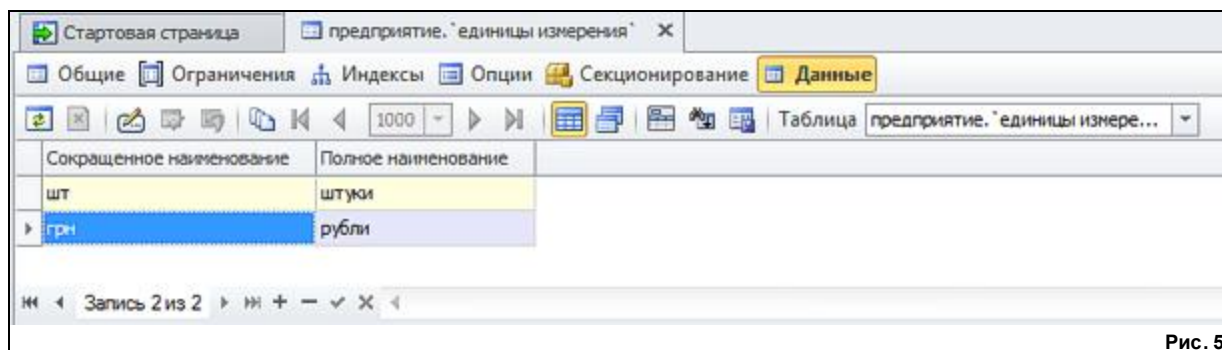 Стартовая страница предприятие.`единицы измерения`
Общие Ограничения Индексы Опции Секционирование Данные
1000 Таблица предприятие.`единицы измере...
Сокращенное наименование Полное наименование
шт штуки
грн рубли
Запись 2 из 2
Рис. 5